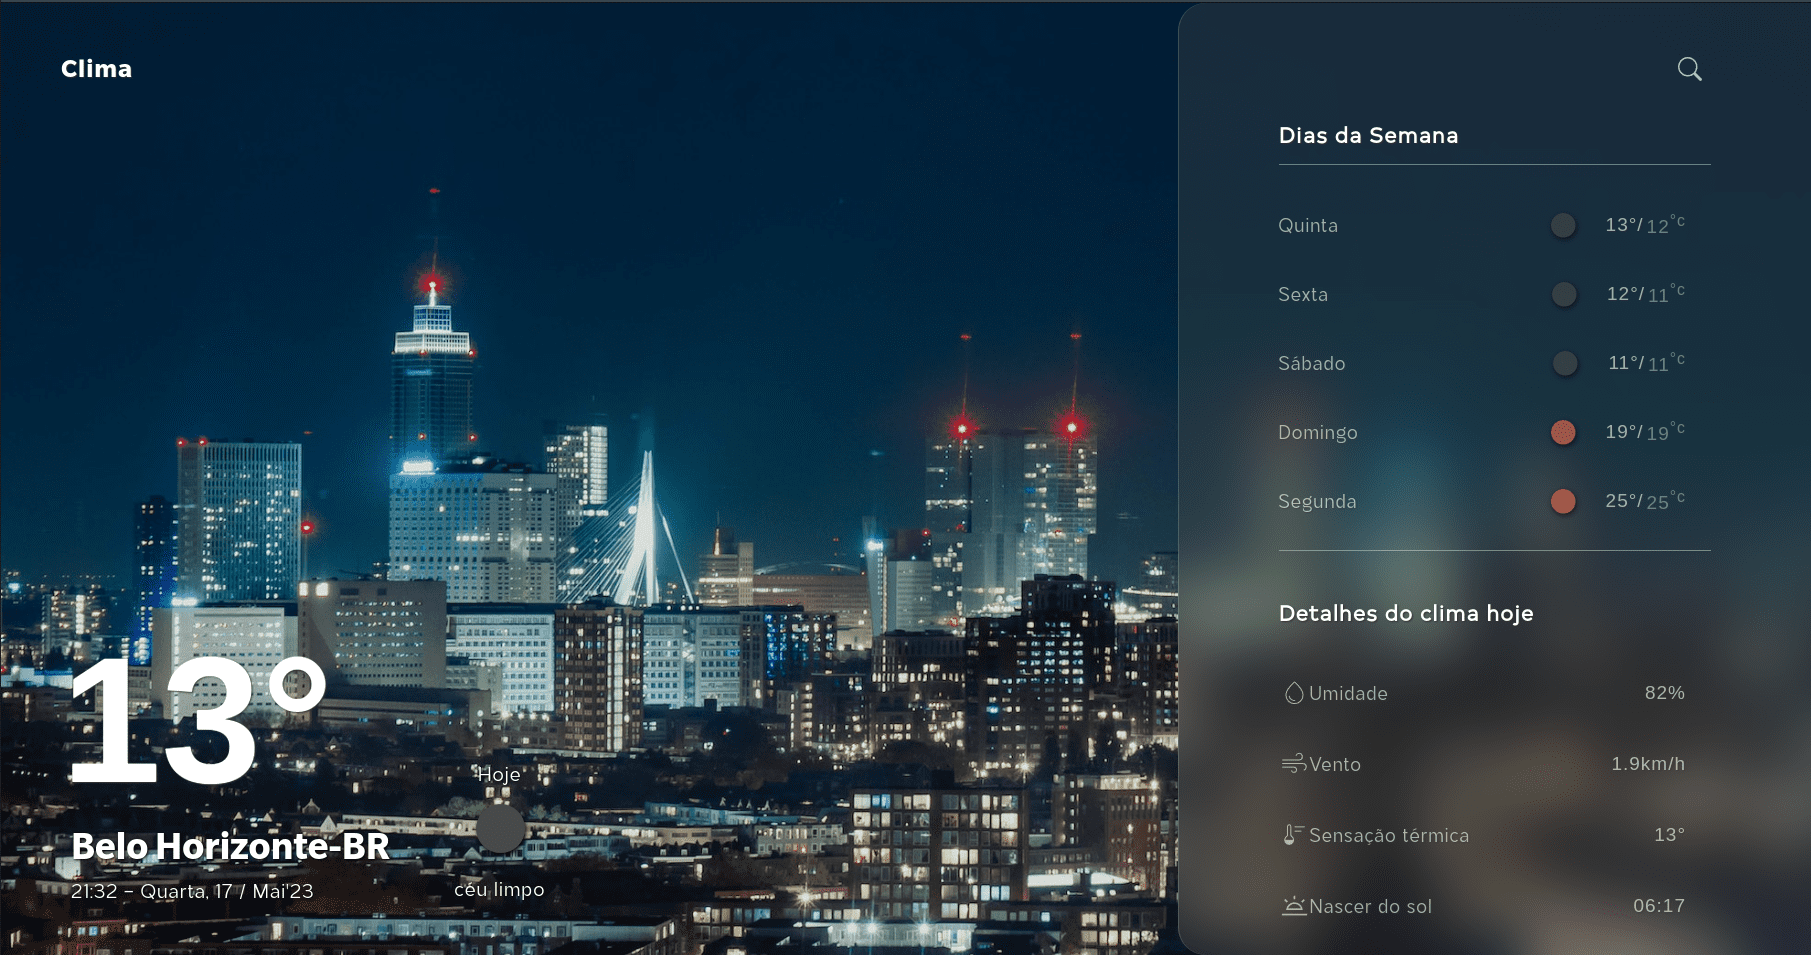 Clima
13°
Belo Horizonte-BR
21:32 - Quarta, 17 / Mai'23
Hoje
céu limpo
Dias da Semana
Quinta 13°/ 12°c
Sexta 12°/ 11°c
Sábado 11°/ 11°c
Domingo 19°/ 19°c
Segunda 25°/ 25°c
Detalhes do clima hoje
Umidade 82%
Vento 1.9km/h
Sensação térmica 13°
Nascer do sol 06:17